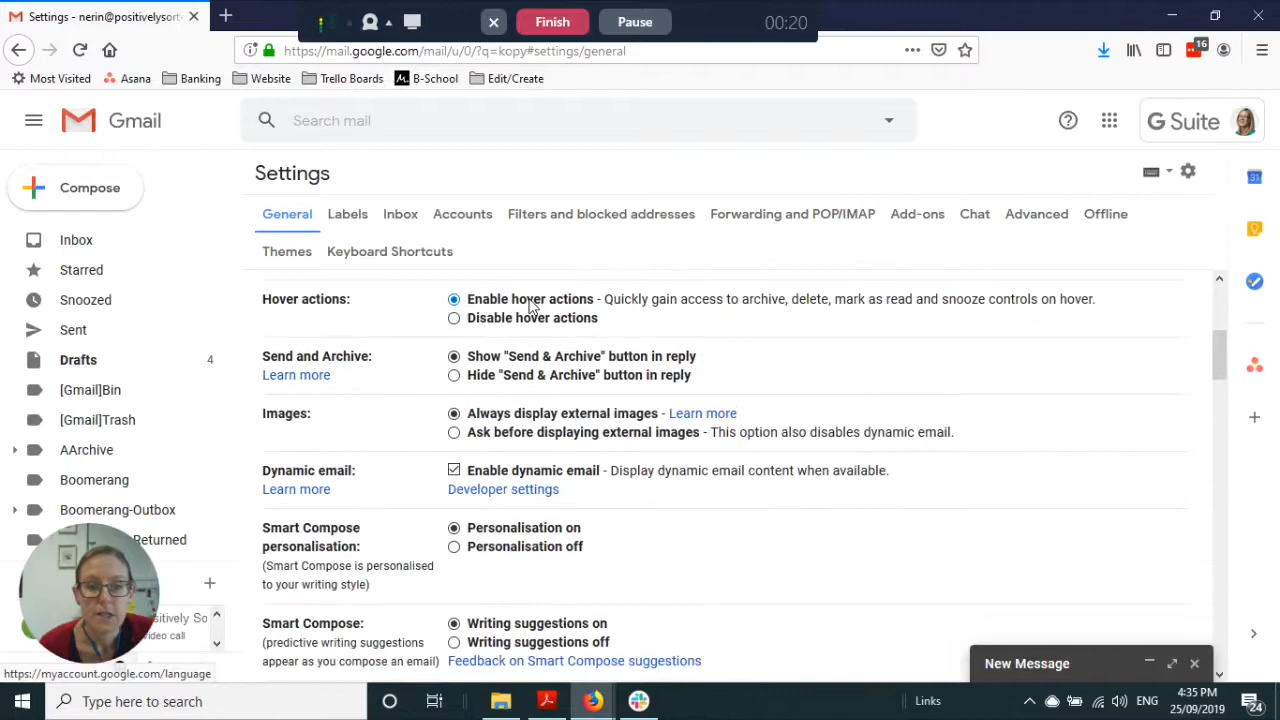 Settings - nerin@positivelysort
Finish
Pause
00:20
https://mail.google.com/mail/u/0/?q=kopy#settings/general
16
Most Visited
Asana
Banking
Website
Trello Boards
B-School
Edit/Create
Gmail
Search mail
G Suite
Compose
Settings
31
General
Labels
Inbox
Accounts
Filters and blocked addresses
Forwarding and POP/IMAP
Add-ons
Chat
Advanced
Offline
Themes
Keyboard Shortcuts
Inbox
Starred
Snoozed
Sent
Drafts 4
[Gmail]Bin
[Gmail]Trash
AArchive
Boomerang
Boomerang-Outbox
Returned
sitively So
ideo call
Hover actions:
Enable hover actions - Quickly gain access to archive, delete, mark as read and snooze controls on hover.
Disable hover actions
Send and Archive:
Learn more
Show "Send & Archive" button in reply
Hide "Send & Archive" button in reply
Images:
Always display external images - Learn more
Ask before displaying external images - This option also disables dynamic email.
Dynamic email:
Learn more
Enable dynamic email - Display dynamic email content when available.
Developer settings
Smart Compose
personalisation:
(Smart Compose is personalised
to your writing style)
Personalisation on
Personalisation off
Smart Compose:
(predictive writing suggestions
appear as you compose an email)
Writing suggestions on
Writing suggestions off
Feedback on Smart Compose suggestions
New Message
https://myaccount.google.com/language
Type here to search
Links
ENG
4:35 PM
25/09/2019
24